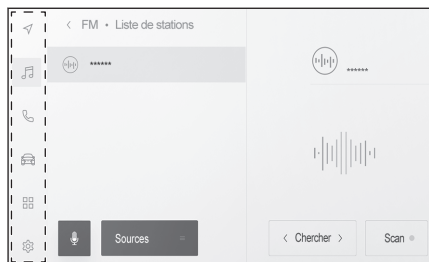 < FM • Liste de stations
******
******
Sources
< Chercher >
Scan